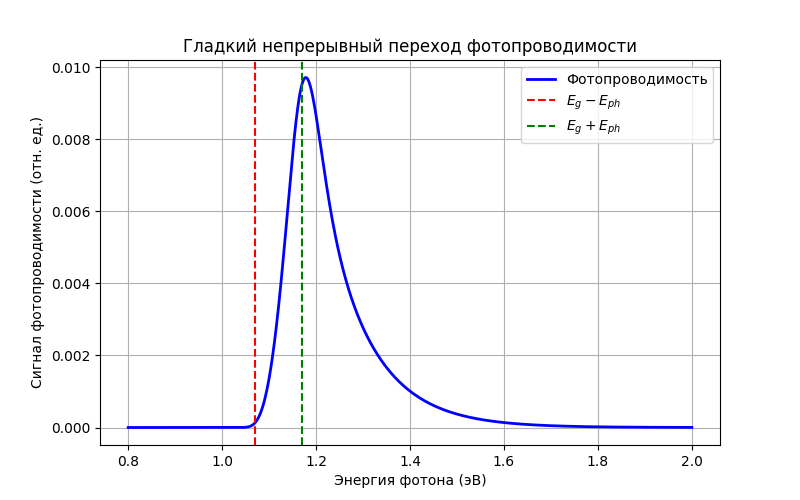 Гладкий непрерывный переход фотопроводимости
Сигнал фотопроводимости (отн. ед.)
0.010
0.008
0.006
0.004
0.002
0.000
Фотопроводимость
E_g − E_ph
E_g + E_ph
0.8 1.0 1.2 1.4 1.6 1.8 2.0
Энергия фотона (эВ)